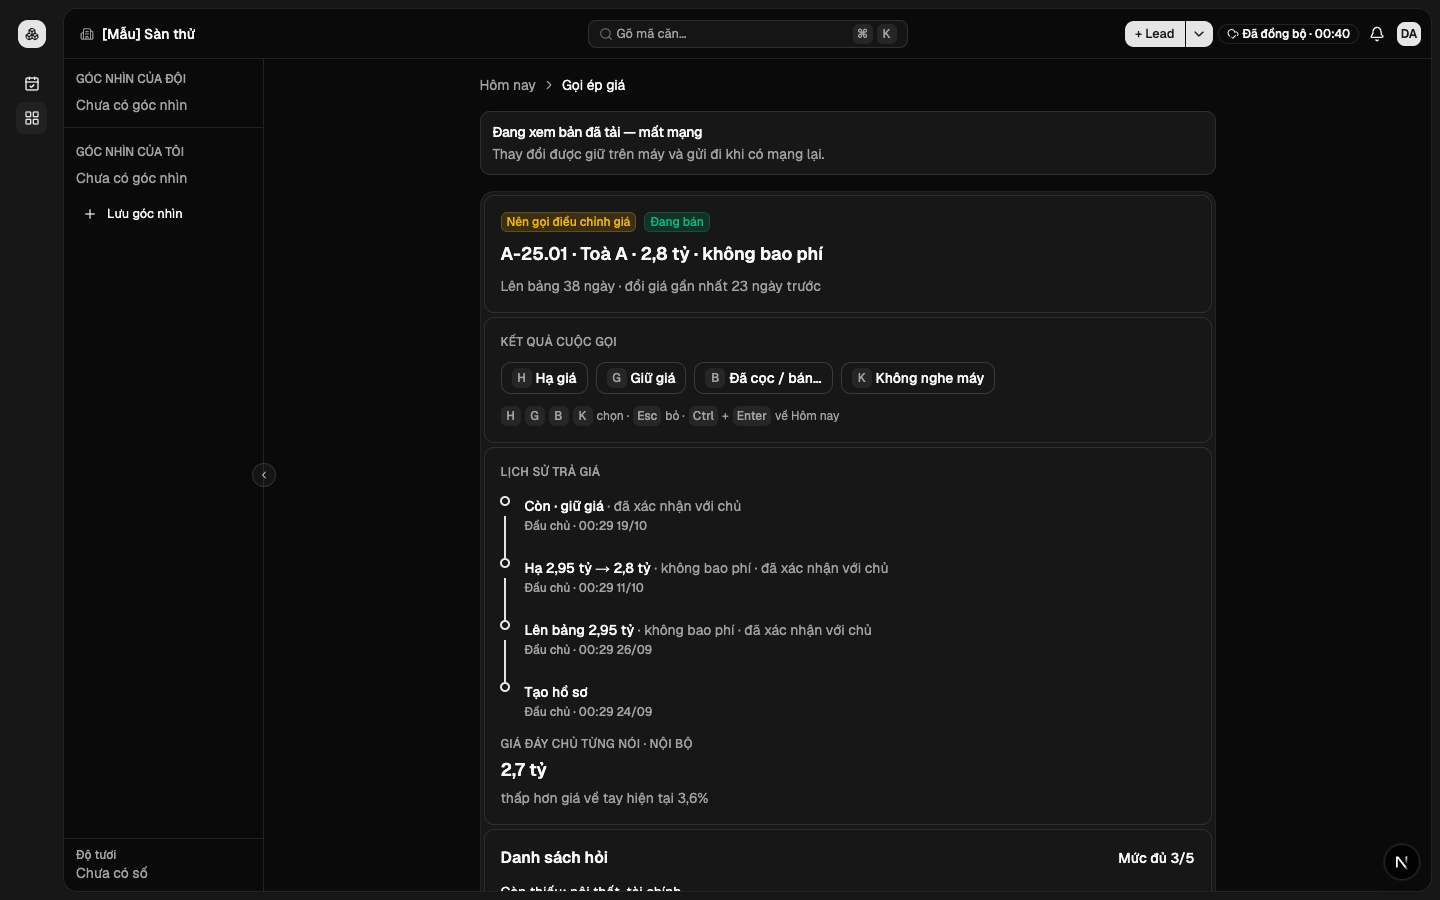 [Mẫu] Sàn thử
Gõ mã căn...
⌘ K
+ Lead
Đã đồng bộ · 00:40
DA
GÓC NHÌN CỦA ĐỘI
Chưa có góc nhìn
GÓC NHÌN CỦA TÔI
Chưa có góc nhìn
+ Lưu góc nhìn
Độ tươi
Chưa có số
Hôm nay > Gọi ép giá
Đang xem bản đã tải — mất mạng
Thay đổi được giữ trên máy và gửi đi khi có mạng lại.
Nên gọi điều chỉnh giá Đang bán
A-25.01 · Toà A · 2,8 tỷ · không bao phí
Lên bảng 38 ngày · đổi giá gần nhất 23 ngày trước
KẾT QUẢ CUỘC GỌI
H Hạ giá G Giữ giá B Đã cọc / bán... K Không nghe máy
H G B K chọn · Esc bỏ · Ctrl + Enter về Hôm nay
LỊCH SỬ TRẢ GIÁ
Còn · giữ giá · đã xác nhận với chủ
Đầu chủ · 00:29 19/10
Hạ 2,95 tỷ → 2,8 tỷ · không bao phí · đã xác nhận với chủ
Đầu chủ · 00:29 11/10
Lên bảng 2,95 tỷ · không bao phí · đã xác nhận với chủ
Đầu chủ · 00:29 26/09
Tạo hồ sơ
Đầu chủ · 00:29 24/09
GIÁ ĐÁY CHỦ TỪNG NÓI · NỘI BỘ
2,7 tỷ
thấp hơn giá về tay hiện tại 3,6%
Danh sách hỏi
Mức đủ 3/5
Còn thiếu: nội thất, tài chính
N